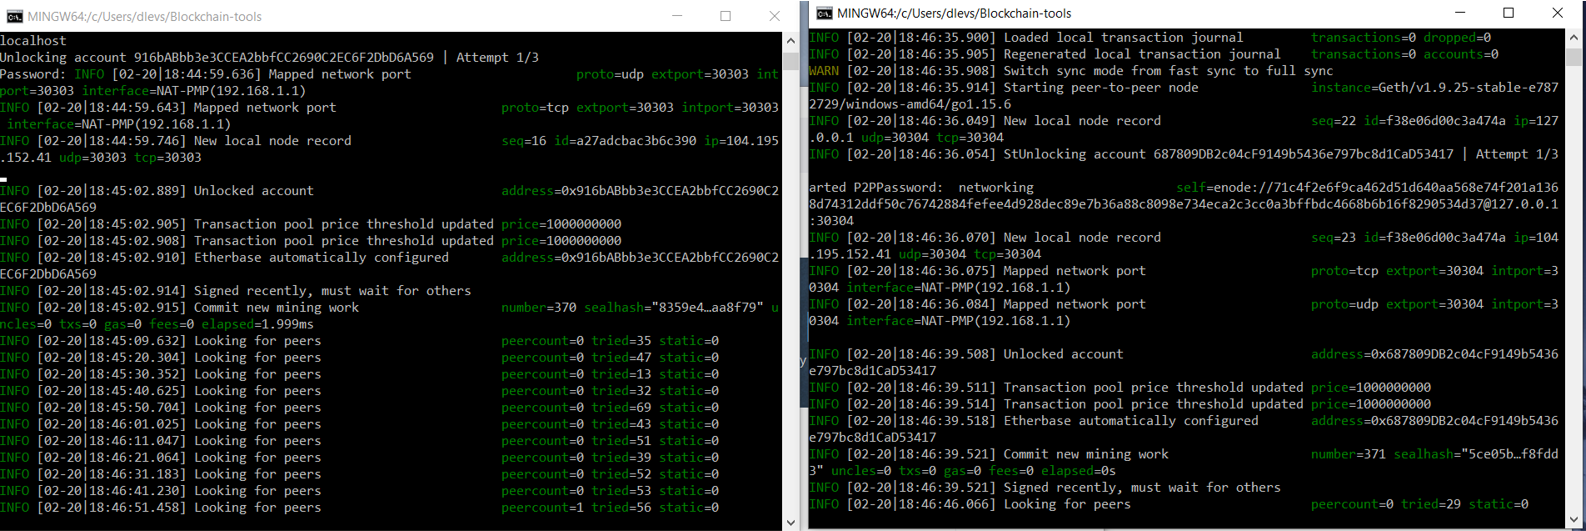 MINGW64:/c/Users/dlevs/Blockchain-tools
localhost
Unlocking account 916bABbb3e3CCEA2bbfCC2690C2EC6F2DbD6A569 | Attempt 1/3
Password: INFO [02-20|18:44:59.636] Mapped network port proto=udp extport=30303 int
port=30303 interface=NAT-PMP(192.168.1.1)
INFO [02-20|18:44:59.643] Mapped network port proto=tcp extport=30303 intport=30303
interface=NAT-PMP(192.168.1.1)
INFO [02-20|18:44:59.746] New local node record seq=16 id=a27adcbac3b6c390 ip=104.195
.152.41 udp=30303 tcp=30303
INFO [02-20|18:45:02.889] Unlocked account address=0x916bABbb3e3CCEA2bbfCC2690C2
EC6F2DbD6A569
INFO [02-20|18:45:02.905] Transaction pool price threshold updated price=1000000000
INFO [02-20|18:45:02.908] Transaction pool price threshold updated price=1000000000
INFO [02-20|18:45:02.910] Etherbase automatically configured address=0x916bABbb3e3CCEA2bbfCC2690C2
EC6F2DbD6A569
INFO [02-20|18:45:02.914] Signed recently, must wait for others
INFO [02-20|18:45:02.915] Commit new mining work number=370 sealhash="8359e4…aa8f79" u
ncles=0 txs=0 gas=0 fees=0 elapsed=1.999ms
INFO [02-20|18:45:09.632] Looking for peers peercount=0 tried=35 static=0
INFO [02-20|18:45:20.304] Looking for peers peercount=0 tried=47 static=0
INFO [02-20|18:45:30.352] Looking for peers peercount=0 tried=13 static=0
INFO [02-20|18:45:40.625] Looking for peers peercount=0 tried=32 static=0
INFO [02-20|18:45:50.704] Looking for peers peercount=0 tried=69 static=0
INFO [02-20|18:46:01.025] Looking for peers peercount=0 tried=43 static=0
INFO [02-20|18:46:11.047] Looking for peers peercount=0 tried=51 static=0
INFO [02-20|18:46:21.064] Looking for peers peercount=0 tried=39 static=0
INFO [02-20|18:46:31.183] Looking for peers peercount=0 tried=52 static=0
INFO [02-20|18:46:41.230] Looking for peers peercount=0 tried=53 static=0
INFO [02-20|18:46:51.458] Looking for peers peercount=1 tried=56 static=0
MINGW64:/c/Users/dlevs/Blockchain-tools
INFO [02-20|18:46:35.900] Loaded local transaction journal transactions=0 dropped=0
INFO [02-20|18:46:35.905] Regenerated local transaction journal transactions=0 accounts=0
WARN [02-20|18:46:35.908] Switch sync mode from fast sync to full sync
INFO [02-20|18:46:35.914] Starting peer-to-peer node instance=Geth/v1.9.25-stable-e787
2729/windows-amd64/go1.15.6
INFO [02-20|18:46:36.049] New local node record seq=22 id=f38e06d00c3a474a ip=127
.0.0.1 udp=30304 tcp=30304
INFO [02-20|18:46:36.054] StUnlocking account 687809DB2c04cF9149b5436e797bc8d1CaD53417 | Attempt 1/3
arted P2PPassword:  networking self=enode://71c4f2e6f9ca462d51d640aa568e74f201a136
8d74312ddf50c76742884fefee4d928dec89e7b36a88c8098e734eca2c3cc0a3bffbdc4668b6b16f8290534d37@127.0.0.1
:30304
INFO [02-20|18:46:36.070] New local node record seq=23 id=f38e06d00c3a474a ip=104
.195.152.41 udp=30304 tcp=30304
INFO [02-20|18:46:36.075] Mapped network port proto=tcp extport=30304 intport=3
0304 interface=NAT-PMP(192.168.1.1)
INFO [02-20|18:46:36.084] Mapped network port proto=udp extport=30304 intport=3
0304 interface=NAT-PMP(192.168.1.1)
INFO [02-20|18:46:39.508] Unlocked account address=0x687809DB2c04cF9149b5436
e797bc8d1CaD53417
INFO [02-20|18:46:39.511] Transaction pool price threshold updated price=1000000000
INFO [02-20|18:46:39.514] Transaction pool price threshold updated price=1000000000
INFO [02-20|18:46:39.518] Etherbase automatically configured address=0x687809DB2c04cF9149b5436
e797bc8d1CaD53417
INFO [02-20|18:46:39.521] Commit new mining work number=371 sealhash="5ce05b…f8fdd
3" uncles=0 txs=0 gas=0 fees=0 elapsed=0s
INFO [02-20|18:46:39.521] Signed recently, must wait for others
INFO [02-20|18:46:46.066] Looking for peers peercount=0 tried=29 static=0